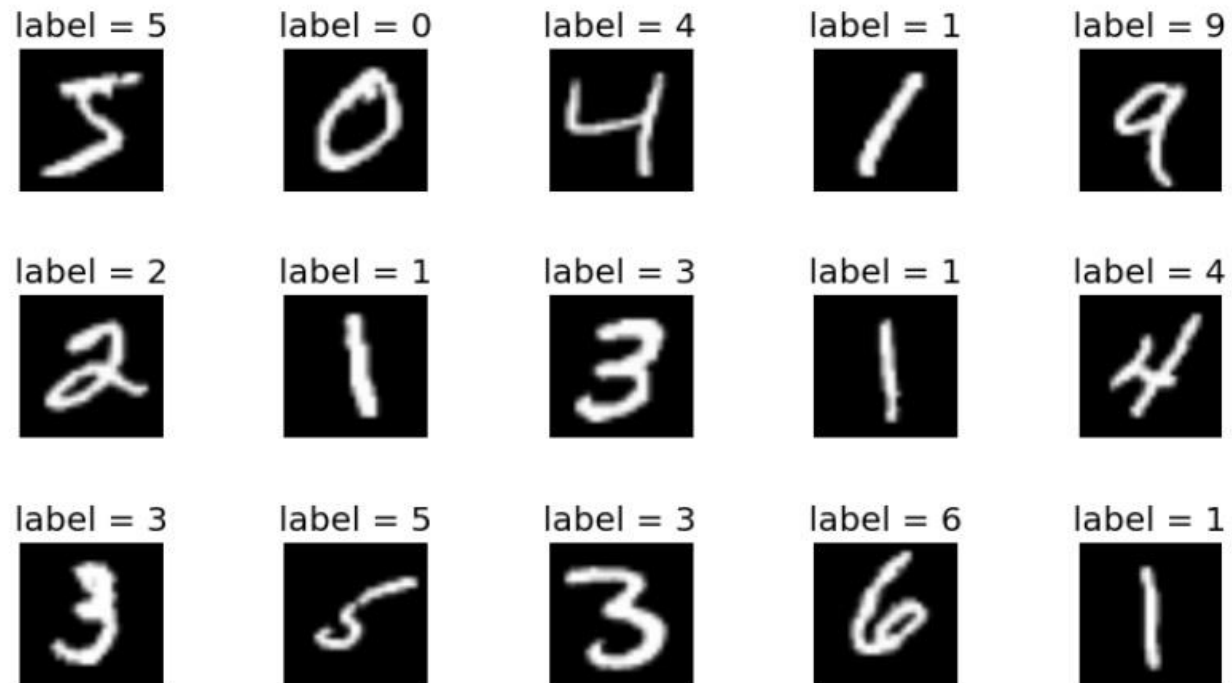 label = 5 label = 0 label = 4 label = 1 label = 9
5 0 4 1 9
label = 2 label = 1 label = 3 label = 1 label = 4
2 1 3 1 4
label = 3 label = 5 label = 3 label = 6 label = 1
3 5 3 6 1